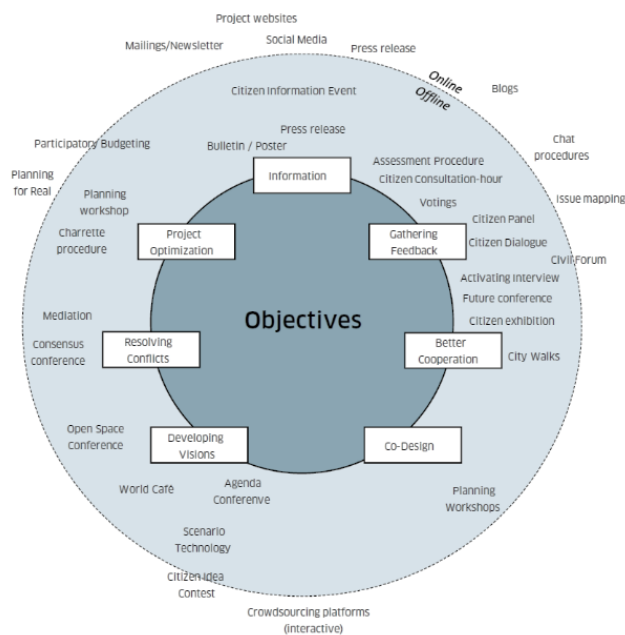 Project websites
Social Media
Mailings/Newsletter
Press release
Online
Offline
Blogs
Citizen Information Event
Press release
Bulletin / Poster
Participatory Budgeting
Chat
procedures
Information
Assessment Procedure
Citizen Consultation-hour
Planning
for Real
Issue mapping
Planning
workshop
Votings
Citizen Panel
Charrette
procedure
Project
Optimization
Gathering
Feedback
Citizen Dialogue
Civil Forum
Activating Interview
Future conference
Mediation
Objectives
Citizen exhibition
Consensus
conference
Resolving
Conflicts
Better
Cooperation
City Walks
Open Space
Conference
Developing
Visions
Co-Design
World Café
Agenda
Conferenve
Planning
Workshops
Scenario
Technology
Citizen Idea
Contest
Crowdsourcing platforms
(interactive)